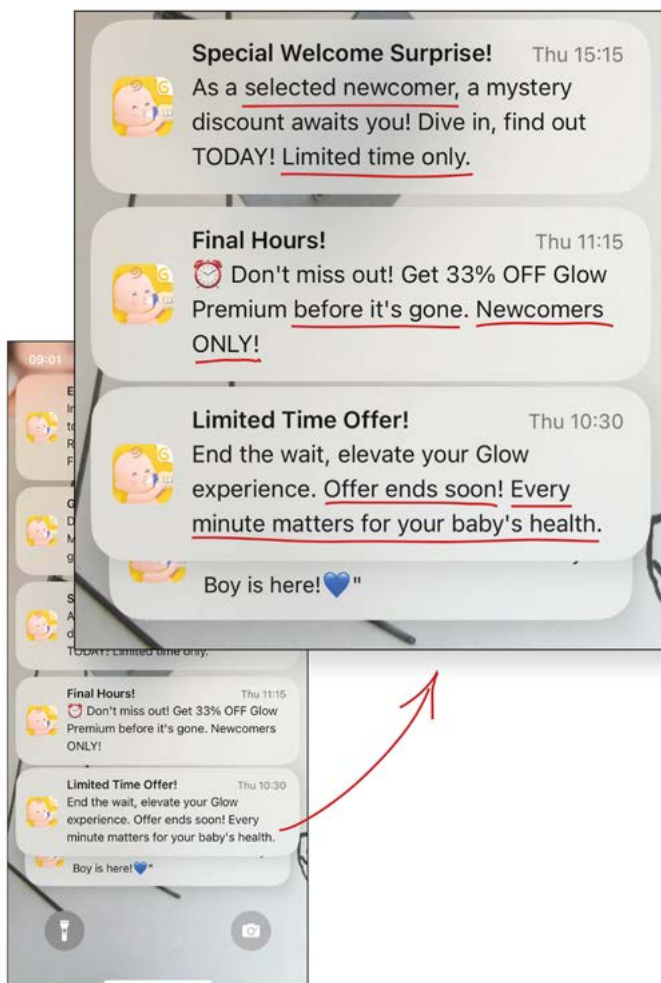 Special Welcome Surprise! Thu 15:15
As a selected newcomer, a mystery
discount awaits you! Dive in, find out
TODAY! Limited time only.
Final Hours! Thu 11:15
⏰ Don't miss out! Get 33% OFF Glow
Premium before it's gone. Newcomers
ONLY!
Limited Time Offer! Thu 10:30
End the wait, elevate your Glow
experience. Offer ends soon! Every
minute matters for your baby's health.
Boy is here!💙"
09:01
TODAY! Limited time only.
Final Hours! Thu 11:15
⏰ Don't miss out! Get 33% OFF Glow
Premium before it's gone. Newcomers
ONLY!
Limited Time Offer! Thu 10:30
End the wait, elevate your Glow
experience. Offer ends soon! Every
minute matters for your baby's health.
Boy is here!💙"